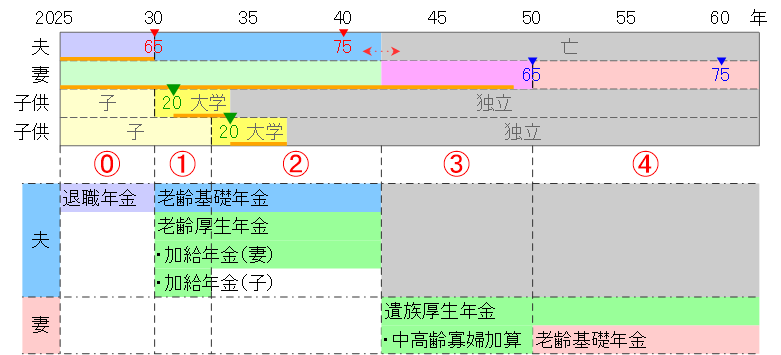 2025 30 35 40 45 50 55 60 年
夫 65 75 亡
妻 65 75
子供 子 20 大学 独立
子供 子 20 大学 独立
⓪ ① ② ③ ④
夫
退職年金 老齢基礎年金
老齢厚生年金
・加給年金(妻)
・加給年金(子)
妻
遺族厚生年金
・中高齢寡婦加算 老齢基礎年金